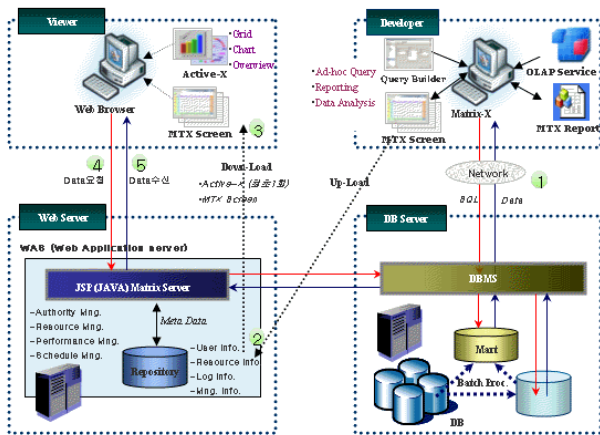 Viewer
Grid
Chart
Overview
Active-X
Web Browser
MTX Screen
3
4
5
Data요청
Data수신
Down-Load
Active-X (최초1회)
MTX Screen
Developer
Ad-hoc Query
Reporting
Data Analysis
Query Builder
OLAP Service
Matrix-X
MTX Report
MTX Screen
Up-Load
Network
1
SQL
Data
Web Server
WAS (Web Application server)
JSP (JAVA) Matrix Server
-Authority Mng.
-Resource Mng.
-Performance Mng.
-Schedule Mng.
Meta Data
2
Repository
-User Info.
-Resource Info
-Log Info.
-Mng. Info.
DB Server
DBMS
Mart
Batch Proc.
DB